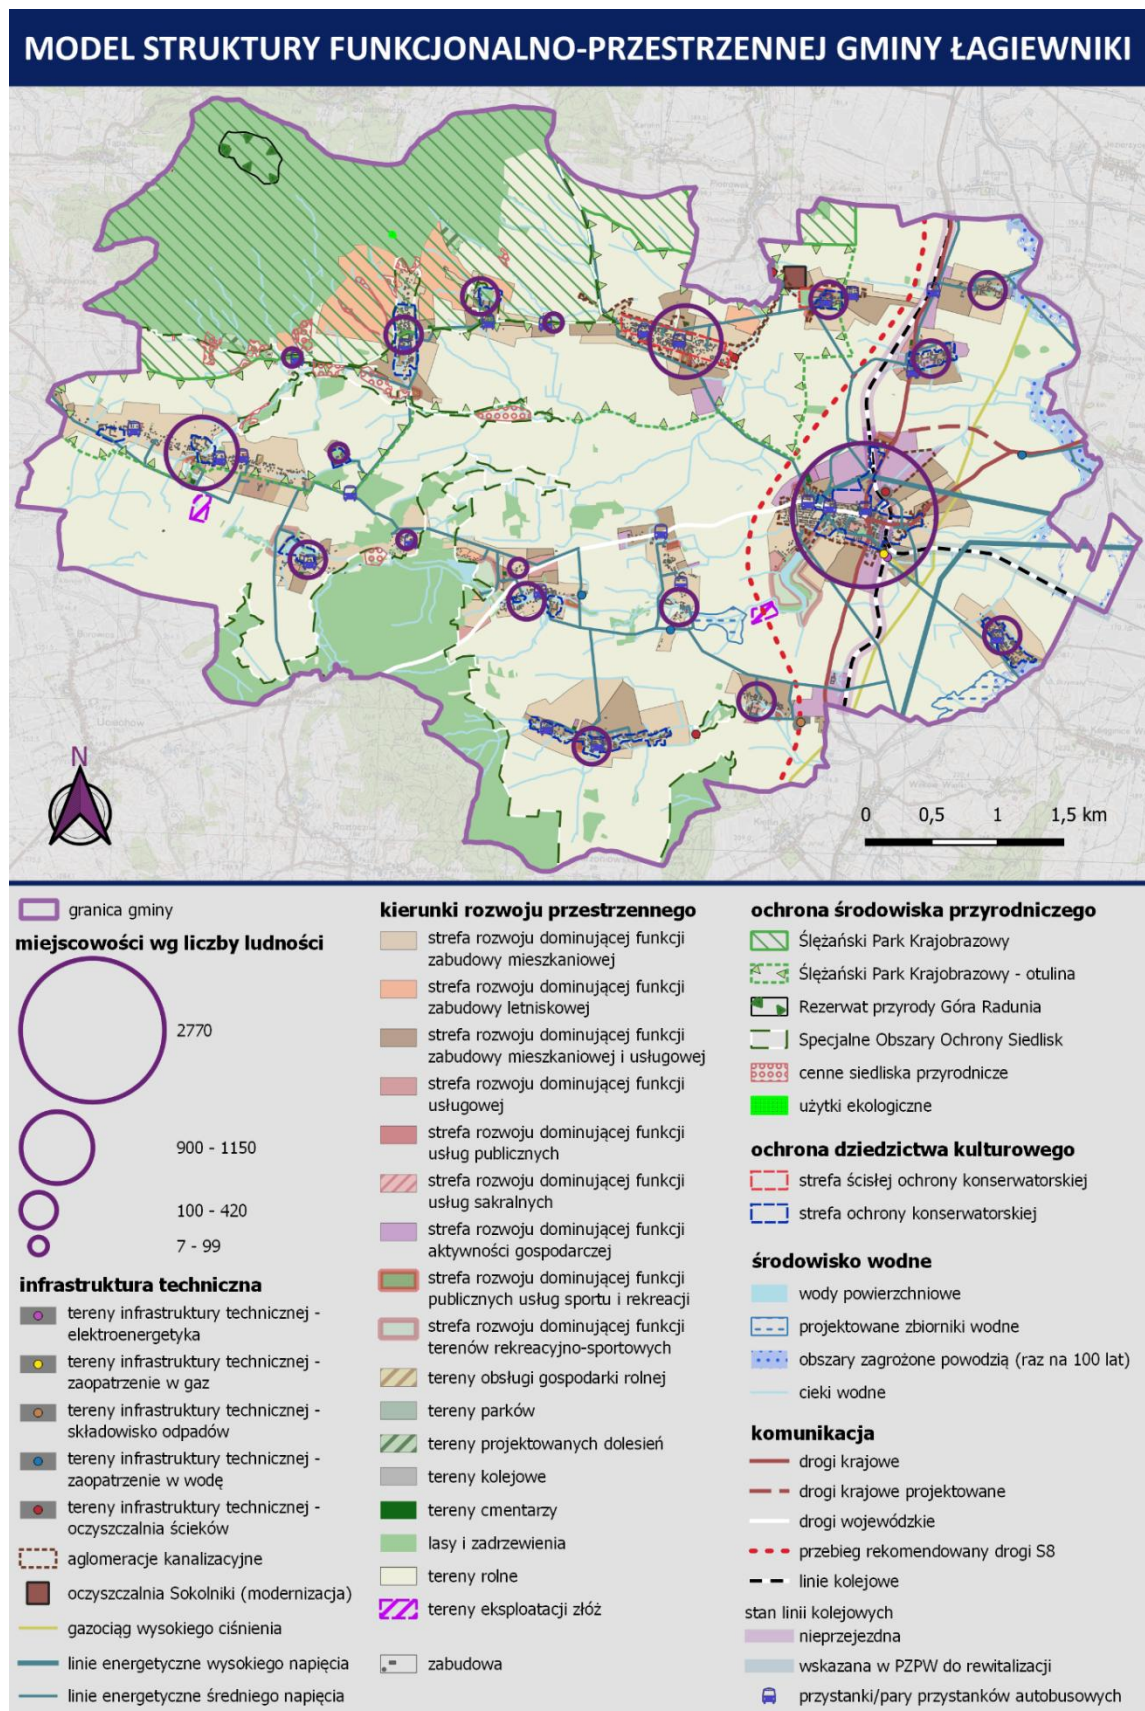 MODEL STRUKTURY FUNKCJONALNO-PRZESTRZENNEJ GMINY ŁAGIEWNIKI
N
0 0,5 1 1,5 km
granica gminy
miejscowości wg liczby ludności
2770
900 - 1150
100 - 420
7 - 99
infrastruktura techniczna
tereny infrastruktury technicznej -
elektroenergetyka
tereny infrastruktury technicznej -
zaopatrzenie w gaz
tereny infrastruktury technicznej -
składowisko odpadów
tereny infrastruktury technicznej -
zaopatrzenie w wodę
tereny infrastruktury technicznej -
oczyszczalnia ścieków
aglomeracje kanalizacyjne
oczyszczalnia Sokolniki (modernizacja)
gazociąg wysokiego ciśnienia
linie energetyczne wysokiego napięcia
linie energetyczne średniego napięcia
kierunki rozwoju przestrzennego
strefa rozwoju dominującej funkcji
zabudowy mieszkaniowej
strefa rozwoju dominującej funkcji
zabudowy letniskowej
strefa rozwoju dominującej funkcji
zabudowy mieszkaniowej i usługowej
strefa rozwoju dominującej funkcji
usługowej
strefa rozwoju dominującej funkcji
usług publicznych
strefa rozwoju dominującej funkcji
usług sakralnych
strefa rozwoju dominującej funkcji
aktywności gospodarczej
strefa rozwoju dominującej funkcji
publicznych usług sportu i rekreacji
strefa rozwoju dominującej funkcji
terenów rekreacyjno-sportowych
tereny obsługi gospodarki rolnej
tereny parków
tereny projektowanych dolesień
tereny kolejowe
tereny cmentarzy
lasy i zadrzewienia
tereny rolne
tereny eksploatacji złóż
zabudowa
ochrona środowiska przyrodniczego
Ślężański Park Krajobrazowy
Ślężański Park Krajobrazowy - otulina
Rezerwat przyrody Góra Radunia
Specjalne Obszary Ochrony Siedlisk
cenne siedliska przyrodnicze
użytki ekologiczne
ochrona dziedzictwa kulturowego
strefa ścisłej ochrony konserwatorskiej
strefa ochrony konserwatorskiej
środowisko wodne
wody powierzchniowe
projektowane zbiorniki wodne
obszary zagrożone powodzią (raz na 100 lat)
cieki wodne
komunikacja
drogi krajowe
drogi krajowe projektowane
drogi wojewódzkie
przebieg rekomendowany drogi S8
linie kolejowe
stan linii kolejowych
nieprzejezdna
wskazana w PZPW do rewitalizacji
przystanki/pary przystanków autobusowych